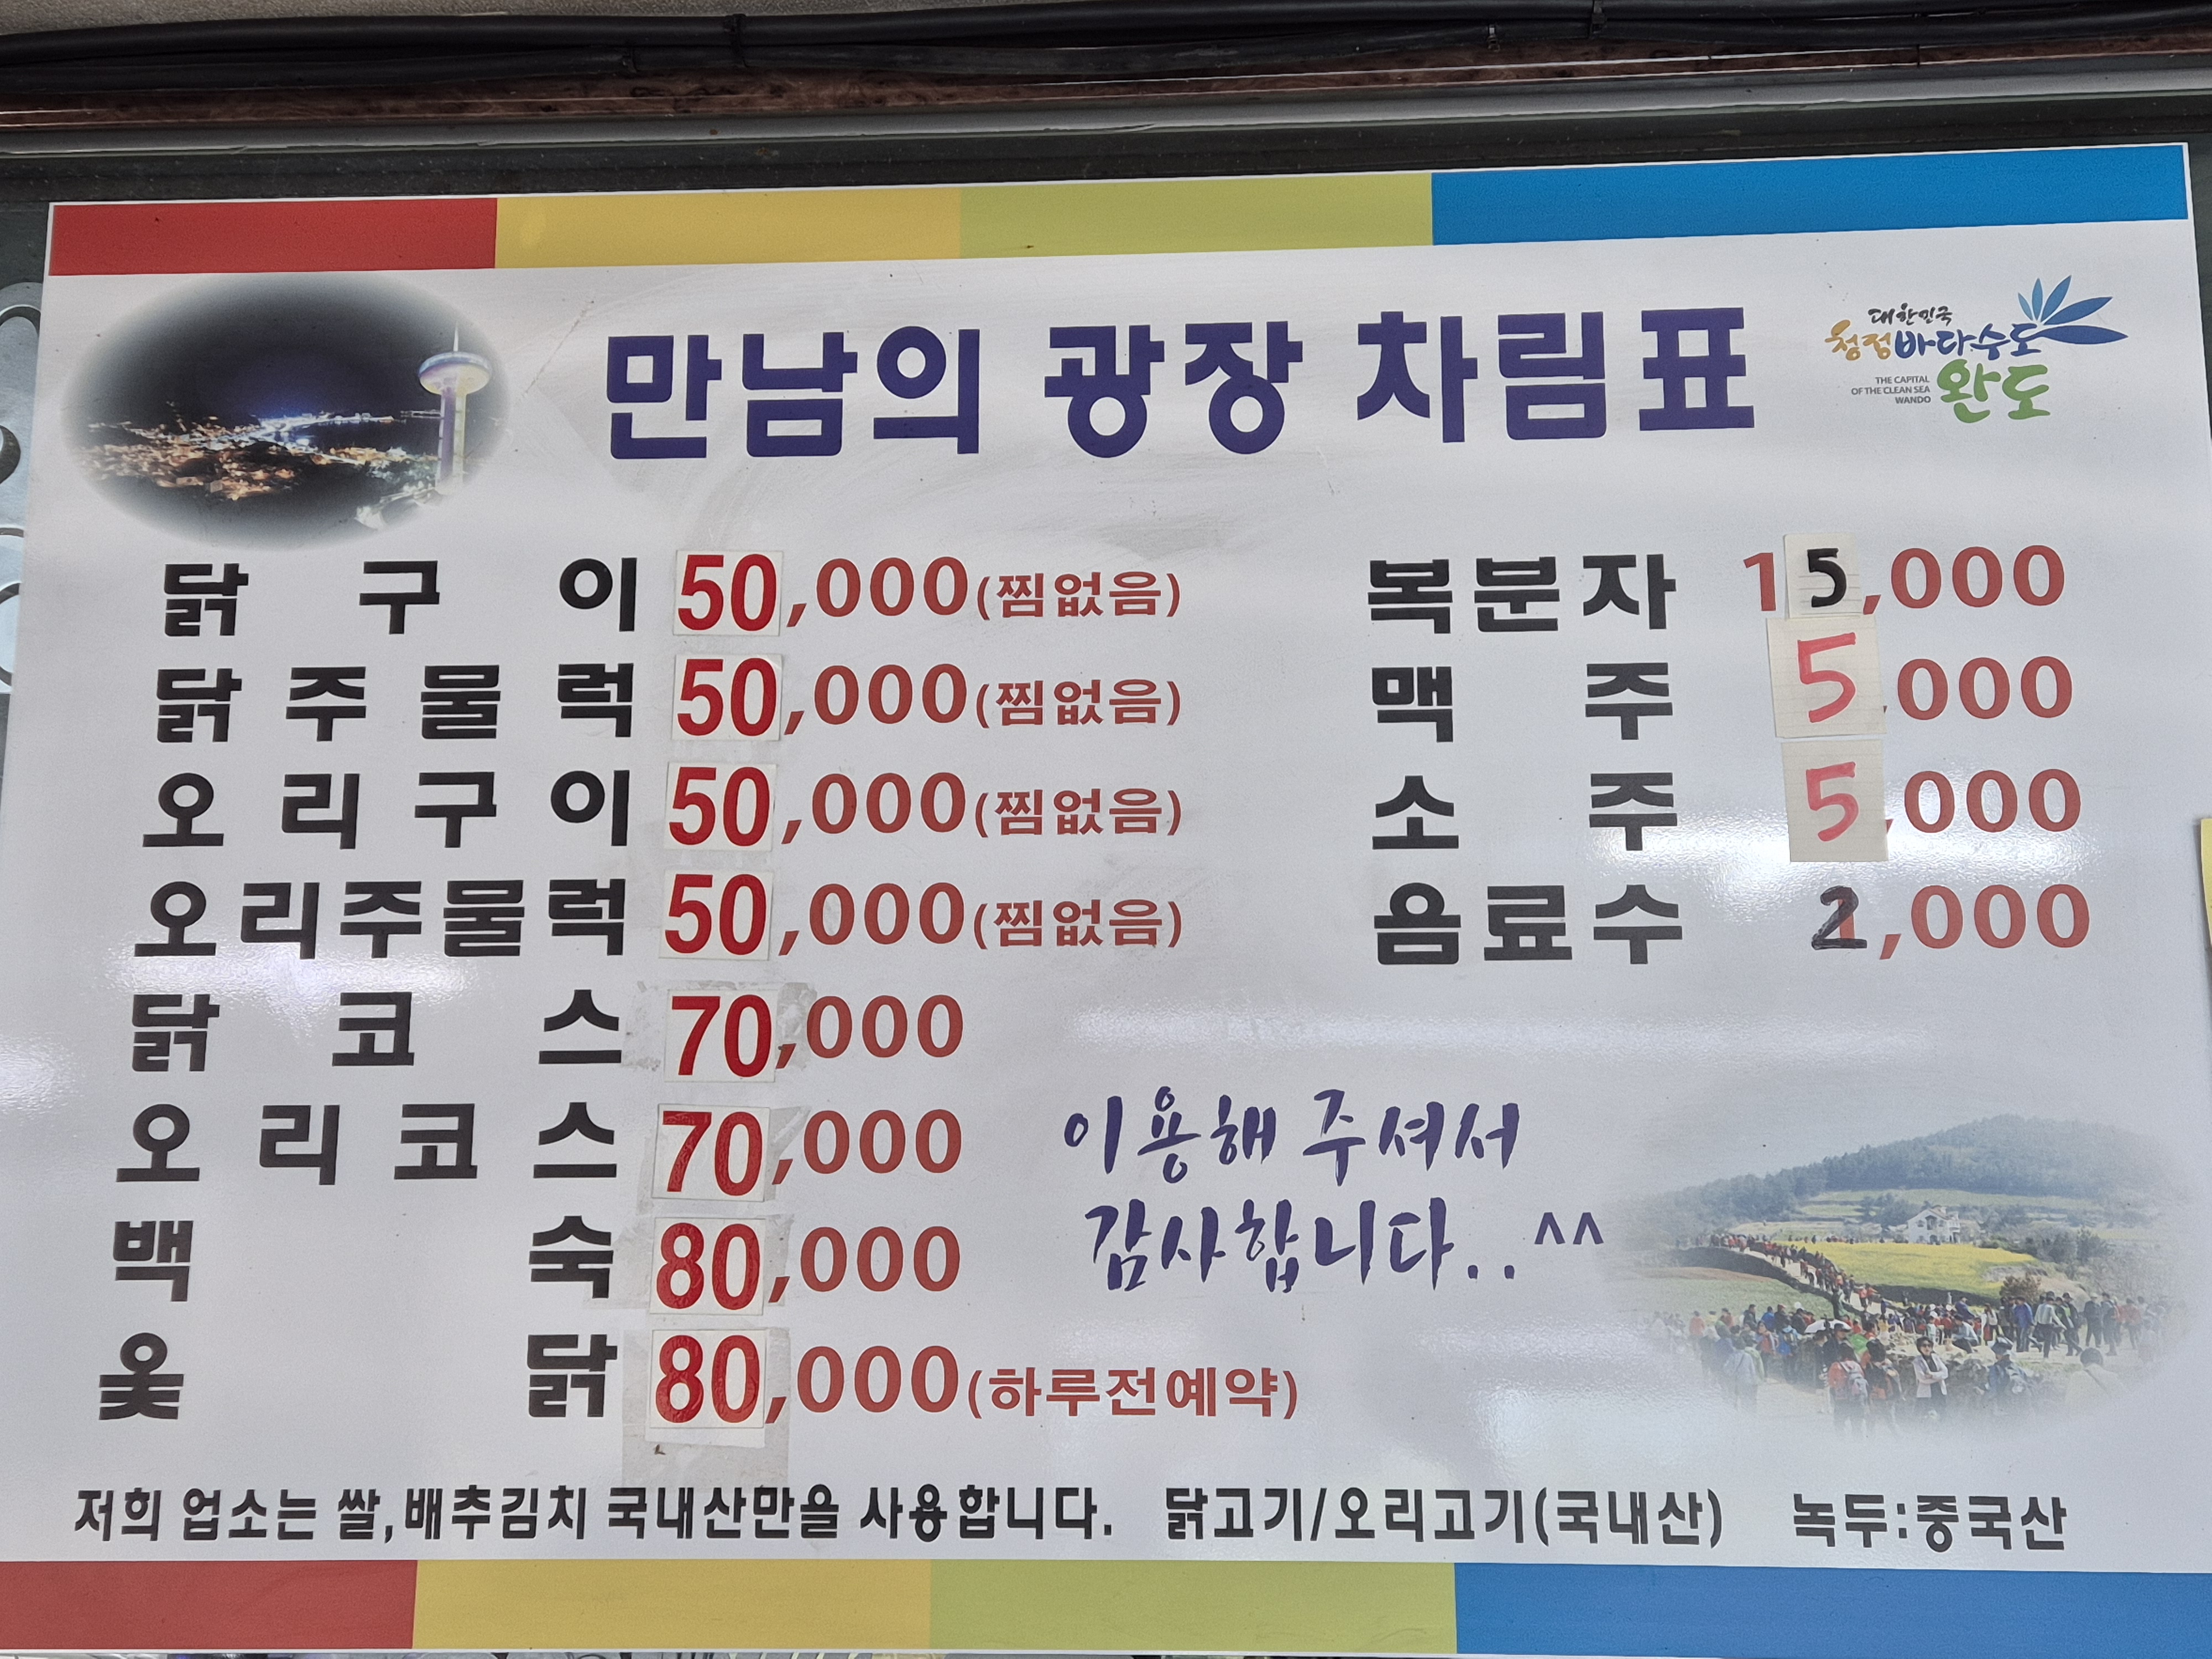 만남의 광장 차림표
대한민국
청정바다수도
THE CAPITAL
OF THE CLEAN SEA
WANDO
완도
닭구이 50,000(찜없음)
닭주물럭 50,000(찜없음)
오리구이 50,000(찜없음)
오리주물럭 50,000(찜없음)
닭코스 70,000
오리코스 70,000
백숙 80,000
옻닭 80,000(하루전예약)
복분자 15,000
맥주 5,000
소주 5,000
음료수 2,000
이용해 주셔서
감사합니다.. ^^
저희 업소는 쌀,배추김치 국내산만을 사용합니다. 닭고기/오리고기(국내산) 녹두:중국산